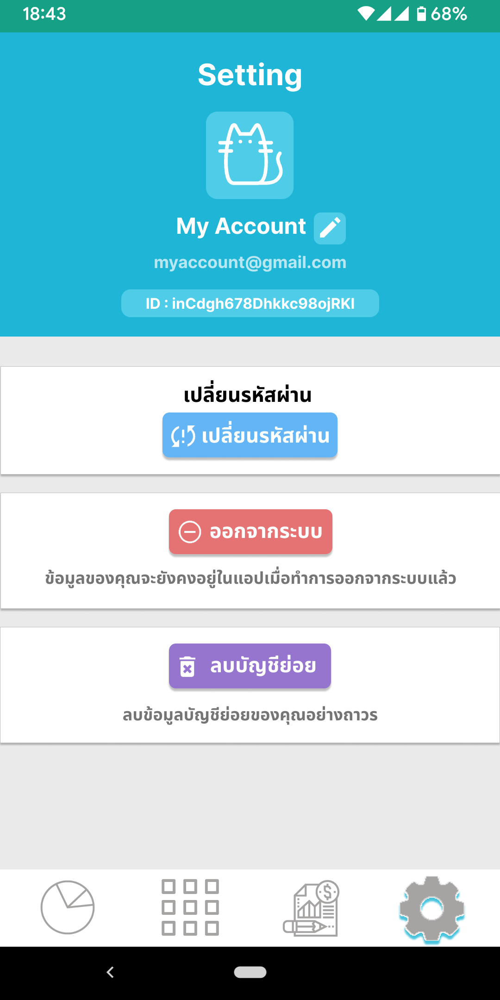 18:43
68%
Setting
My Account
myaccount@gmail.com
ID : inCdgh678Dhkkc98ojRKI
เปลี่ยนรหัสผ่าน
เปลี่ยนรหัสผ่าน
ออกจากระบบ
ข้อมูลของคุณจะยังคงอยู่ในแอปเมื่อทำการออกจากระบบแล้ว
ลบบัญชีย่อย
ลบข้อมูลบัญชีย่อยของคุณอย่างถาวร